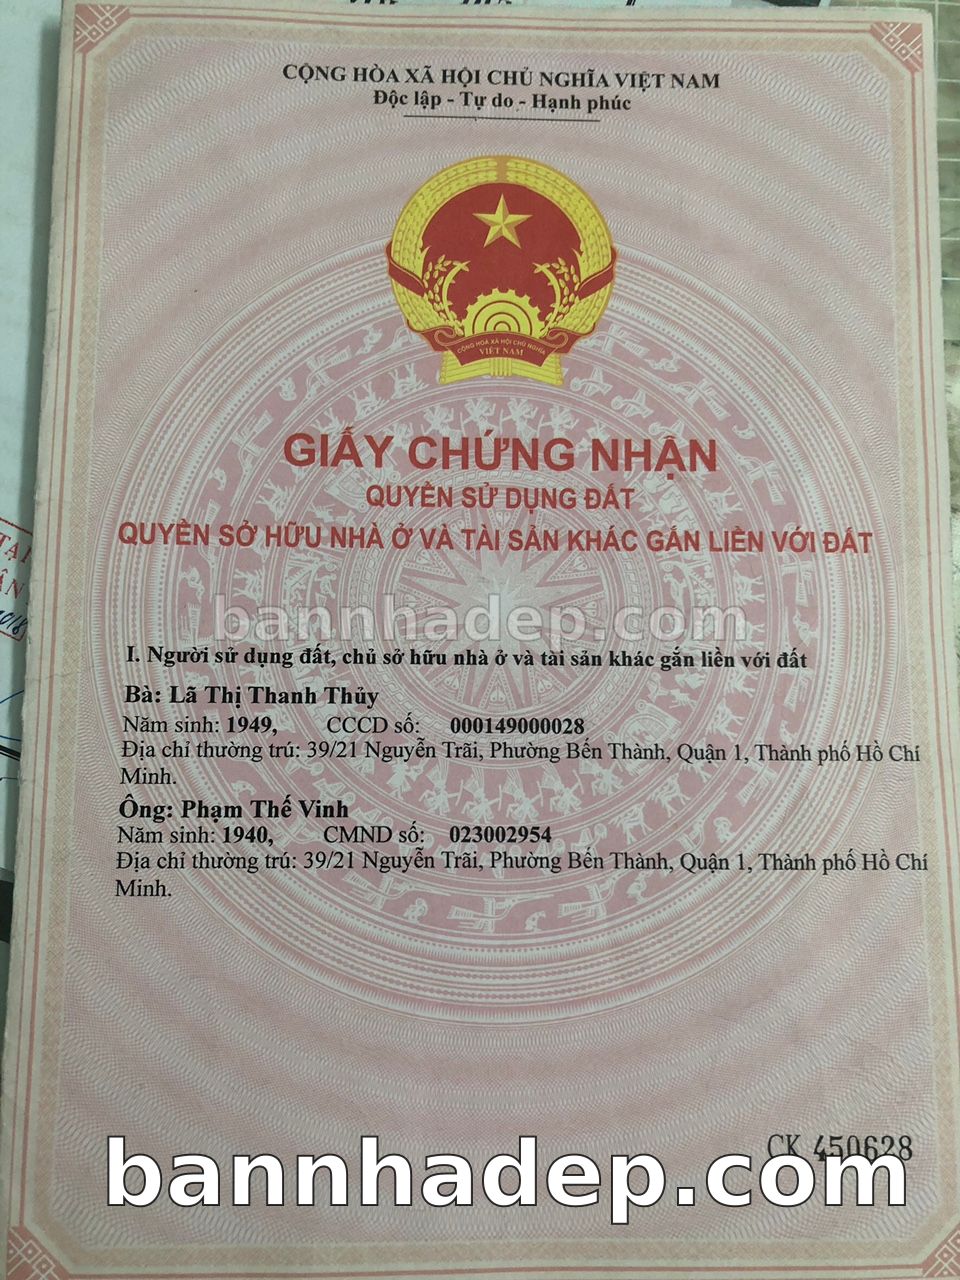 CỘNG HÒA XÃ HỘI CHỦ NGHĨA VIỆT NAM
Độc lập - Tự do - Hạnh phúc
CỘNG HOÀ XÃ HỘI CHỦ NGHĨA
VIỆT NAM
GIẤY CHỨNG NHẬN
QUYỀN SỬ DỤNG ĐẤT
QUYỀN SỞ HỮU NHÀ Ở VÀ TÀI SẢN KHÁC GẮN LIỀN VỚI ĐẤT
bannhadep.com
I. Người sử dụng đất, chủ sở hữu nhà ở và tài sản khác gắn liền với đất
Bà: Lã Thị Thanh Thủy
Năm sinh: 1949, CCCD số: 000149000028
Địa chỉ thường trú: 39/21 Nguyễn Trãi, Phường Bến Thành, Quận 1, Thành phố Hồ Chí
Minh.
Ông: Phạm Thế Vinh
Năm sinh: 1940, CMND số: 023002954
Địa chỉ thường trú: 39/21 Nguyễn Trãi, Phường Bến Thành, Quận 1, Thành phố Hồ Chí
Minh.
CK 450628
bannhadep.com